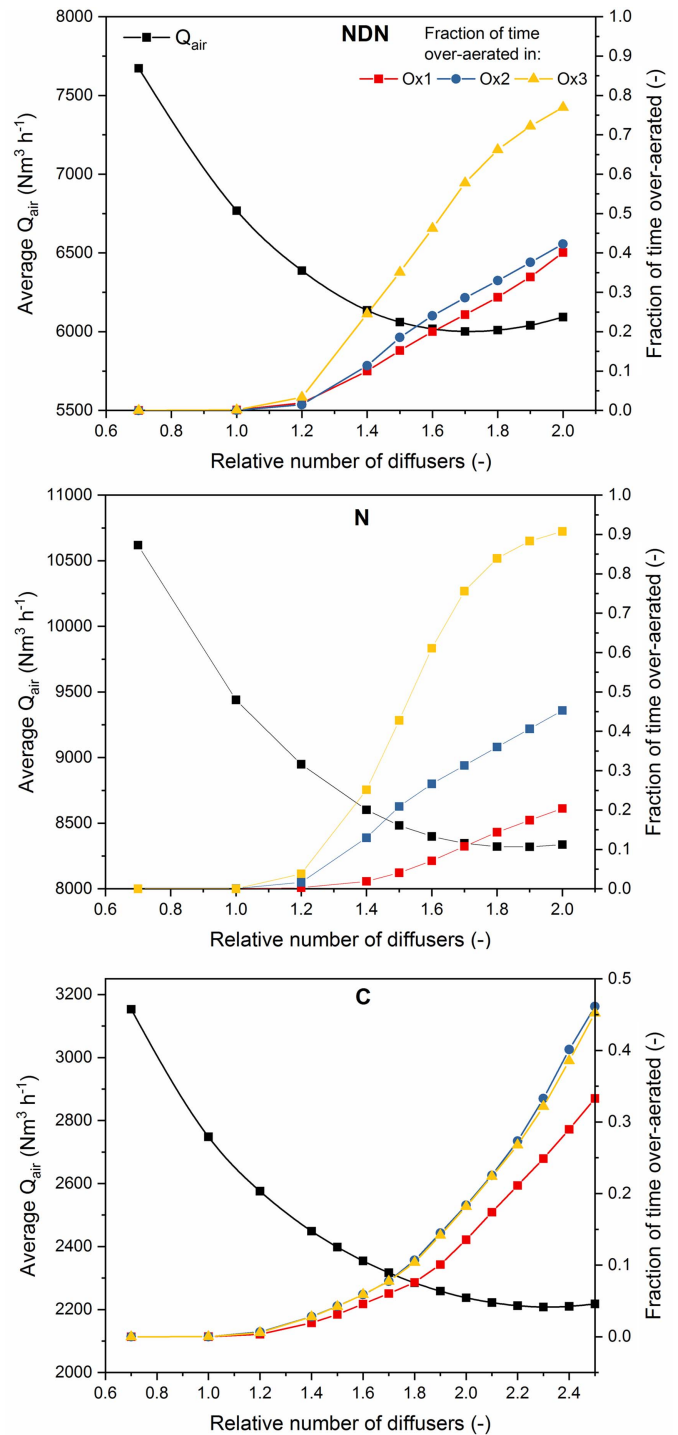 NDN
Q_air
Fraction of time
over-aerated in:
Ox1 Ox2 Ox3
8000
7500
7000
6500
6000
5500
Average Q_air (Nm³ h⁻¹)
1.0
0.9
0.8
0.7
0.6
0.5
0.4
0.3
0.2
0.1
0.0
Fraction of time over-aerated (-)
0.6 0.8 1.0 1.2 1.4 1.6 1.8 2.0
Relative number of diffusers (-)
N
11000
10500
10000
9500
9000
8500
8000
Average Q_air (Nm³ h⁻¹)
1.0
0.9
0.8
0.7
0.6
0.5
0.4
0.3
0.2
0.1
0.0
Fraction of time over-aerated (-)
0.6 0.8 1.0 1.2 1.4 1.6 1.8 2.0
Relative number of diffusers (-)
C
3200
3000
2800
2600
2400
2200
2000
Average Q_air (Nm³ h⁻¹)
0.5
0.4
0.3
0.2
0.1
0.0
Fraction of time over-aerated (-)
0.6 0.8 1.0 1.2 1.4 1.6 1.8 2.0 2.2 2.4
Relative number of diffusers (-)